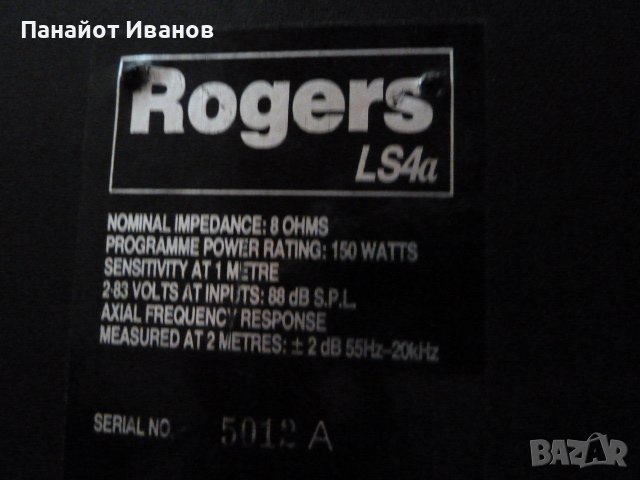 Панайот Иванов
Rogers
LS4a
NOMINAL IMPEDANCE: 8 OHMS
PROGRAMME POWER RATING: 150 WATTS
SENSITIVITY AT 1 METRE
2·83 VOLTS AT INPUTS: 88 dB S.P.L.
AXIAL FREQUENCY RESPONSE
MEASURED AT 2 METRES: ± 2 dB 55Hz–20kHz
SERIAL NO. 5012 A
BAZAR